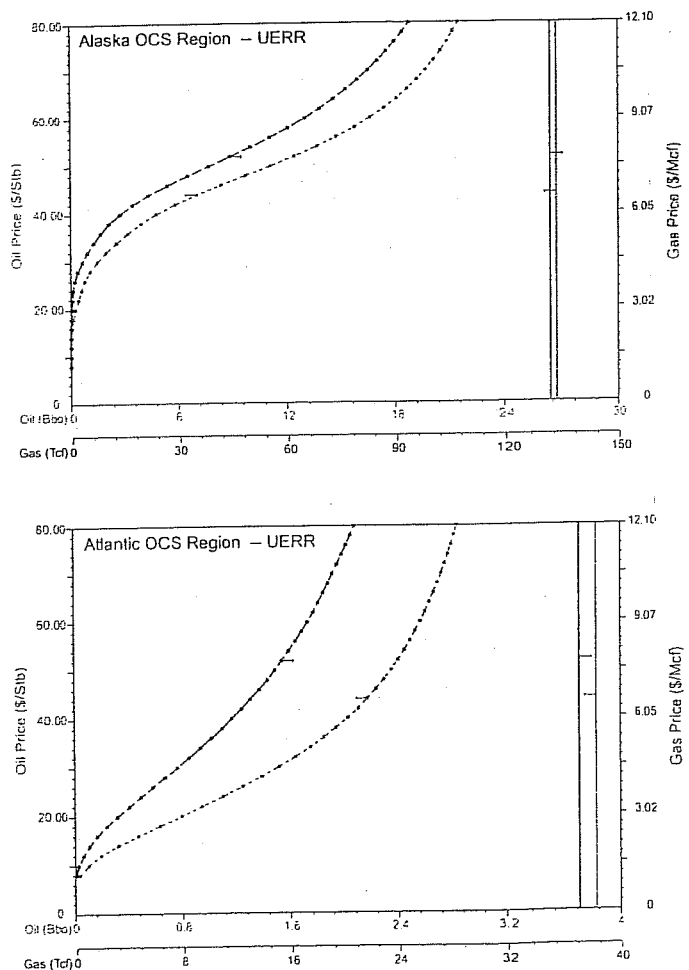 Alaska OCS Region – UERR
80.00
60.00
40.00
20.00
0
Oil Price ($/Stb)
12.10
9.07
6.05
3.02
0
Gas Price ($/Mcf)
Oil (Bbo) 0 6 12 18 24 30
Gas (Tcf) 0 30 60 90 120 150
Atlantic OCS Region – UERR
60.00
40.00
20.00
0
Oil Price ($/Stb)
12.10
9.07
6.05
3.02
0
Gas Price ($/Mcf)
Oil (Bbo) 0 0.8 1.6 2.4 3.2 4
Gas (Tcf) 0 8 16 24 32 40